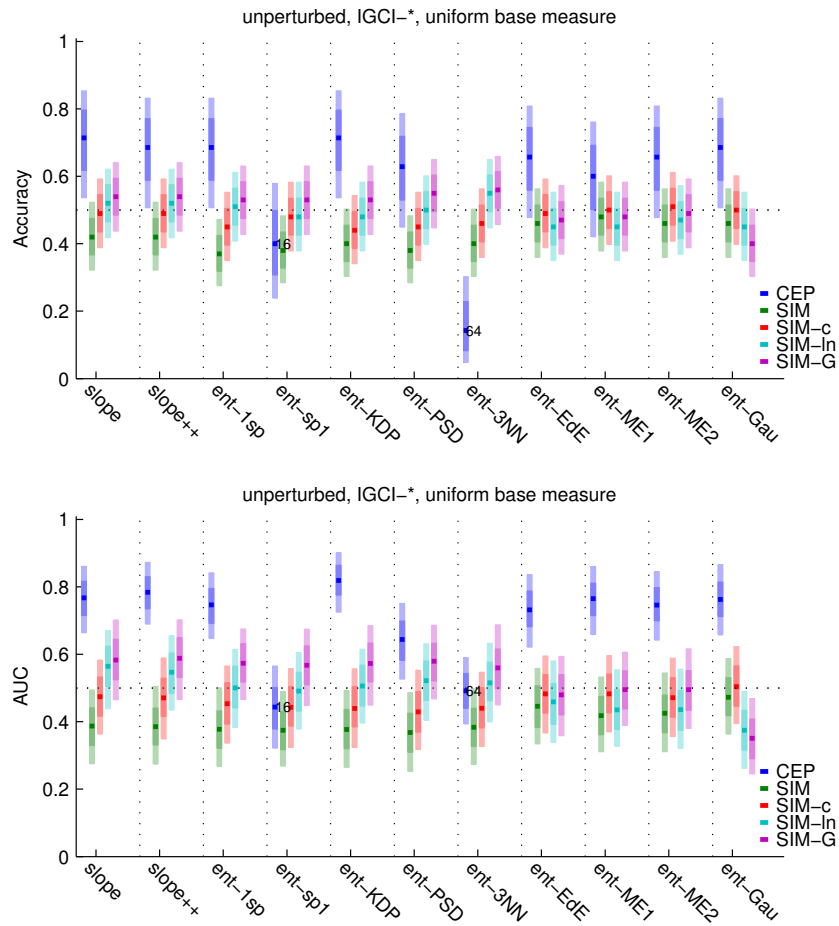 unperturbed, IGCI-*, uniform base measure
1
0.8
0.6
0.4
0.2
0
Accuracy
16
64
CEP
SIM
SIM-c
SIM-ln
SIM-G
slope
slope++
ent-1sp
ent-sp1
ent-KDP
ent-PSD
ent-3NN
ent-EdE
ent-ME1
ent-ME2
ent-Gau
unperturbed, IGCI-*, uniform base measure
1
0.8
0.6
0.4
0.2
0
AUC
16
64
CEP
SIM
SIM-c
SIM-ln
SIM-G
slope
slope++
ent-1sp
ent-sp1
ent-KDP
ent-PSD
ent-3NN
ent-EdE
ent-ME1
ent-ME2
ent-Gau